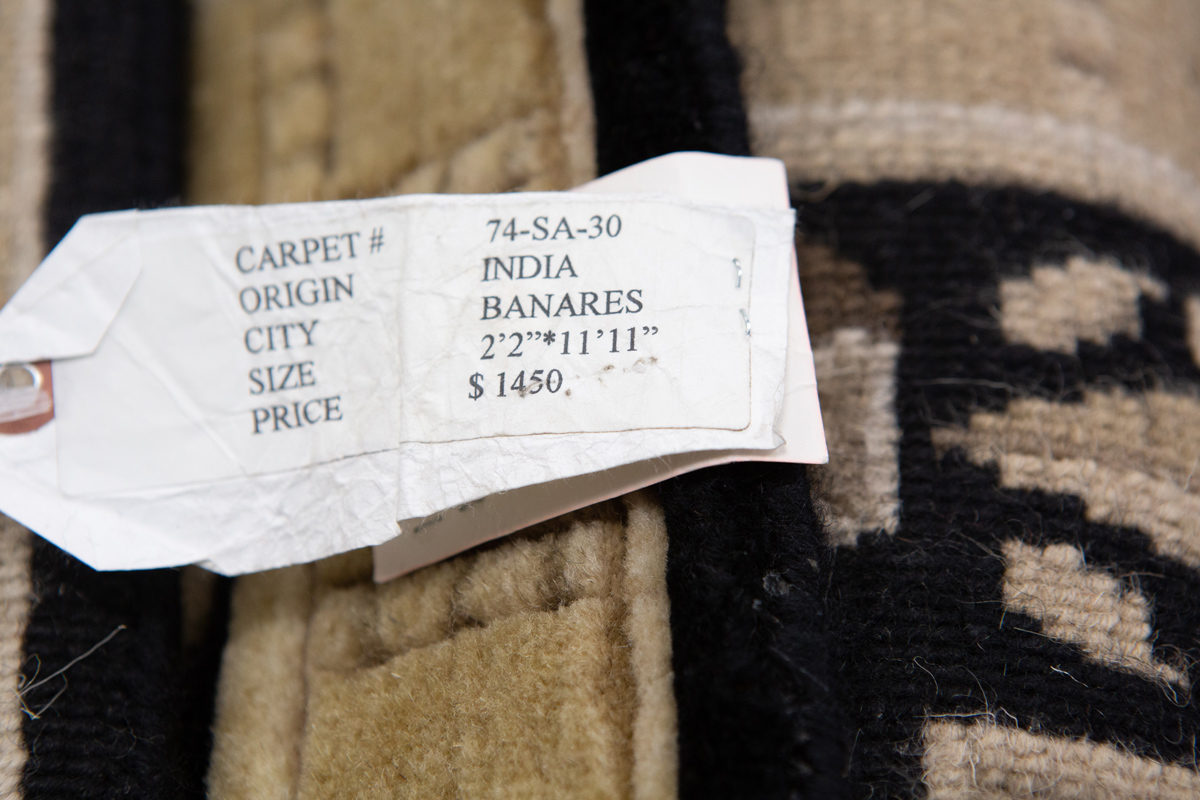 CARPET # 74-SA-30
ORIGIN INDIA
CITY BANARES
SIZE 2’2”*11’11”
PRICE $ 1450